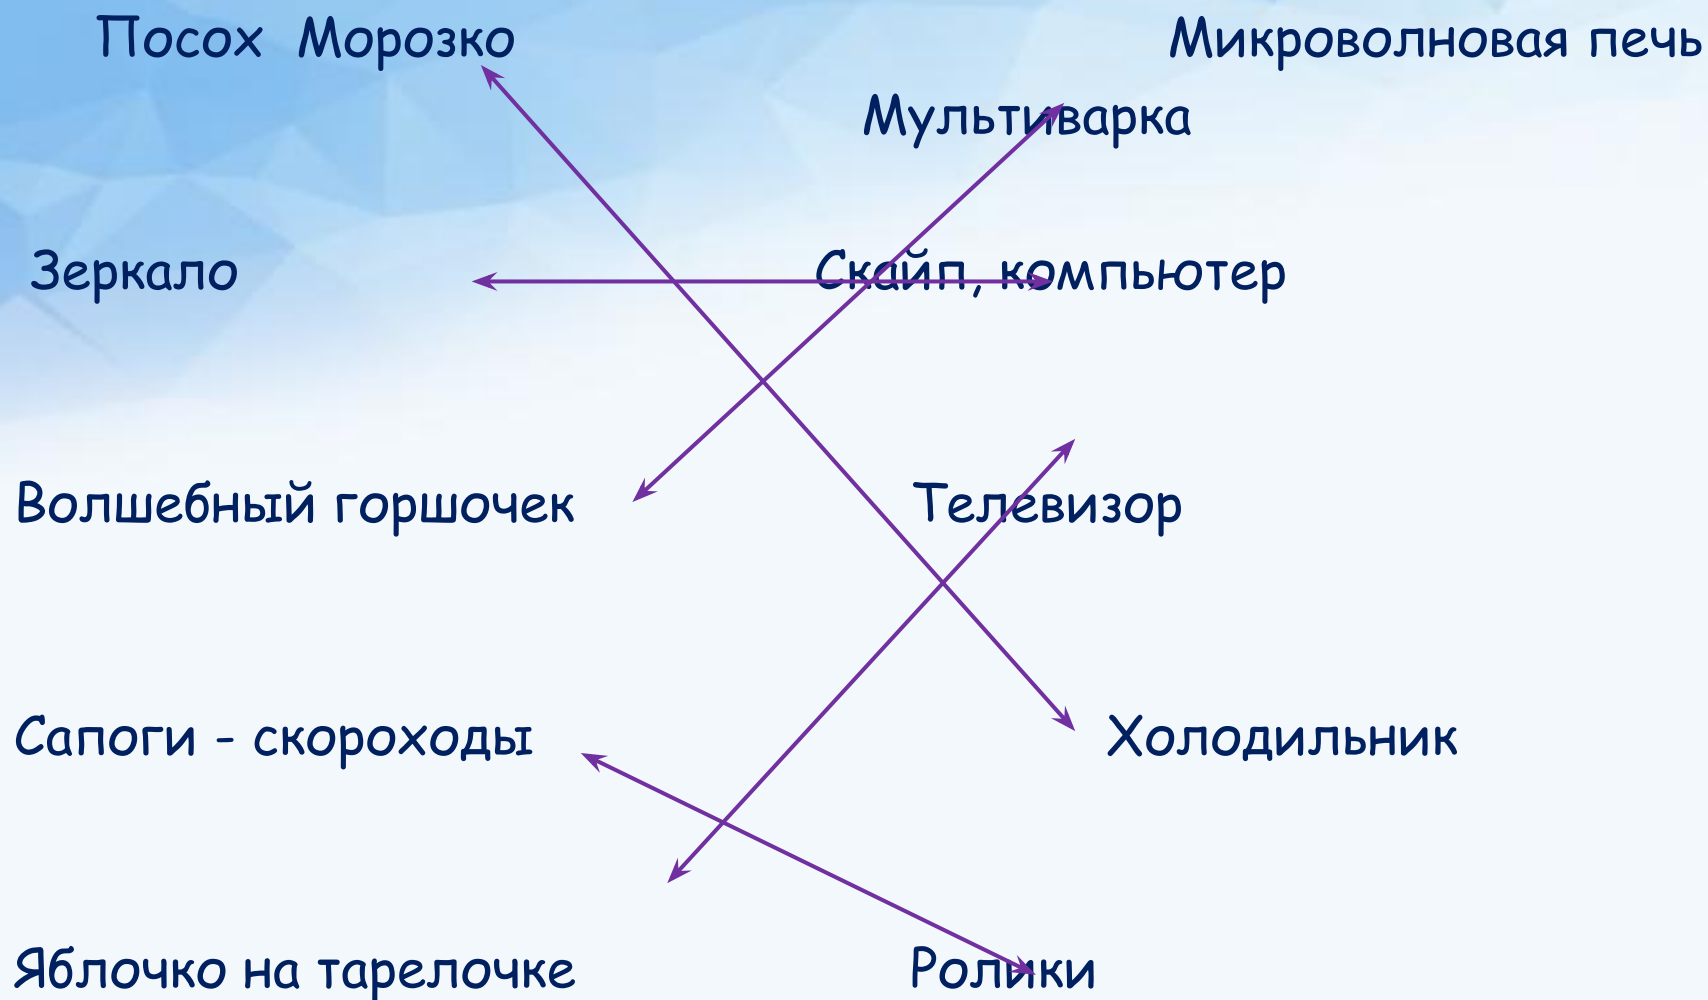 Посох Морозко Микроволновая печь
Мультиварка
Зеркало Скайп, компьютер
Волшебный горшочек Телевизор
Сапоги - скороходы Холодильник
Яблочко на тарелочке Ролики